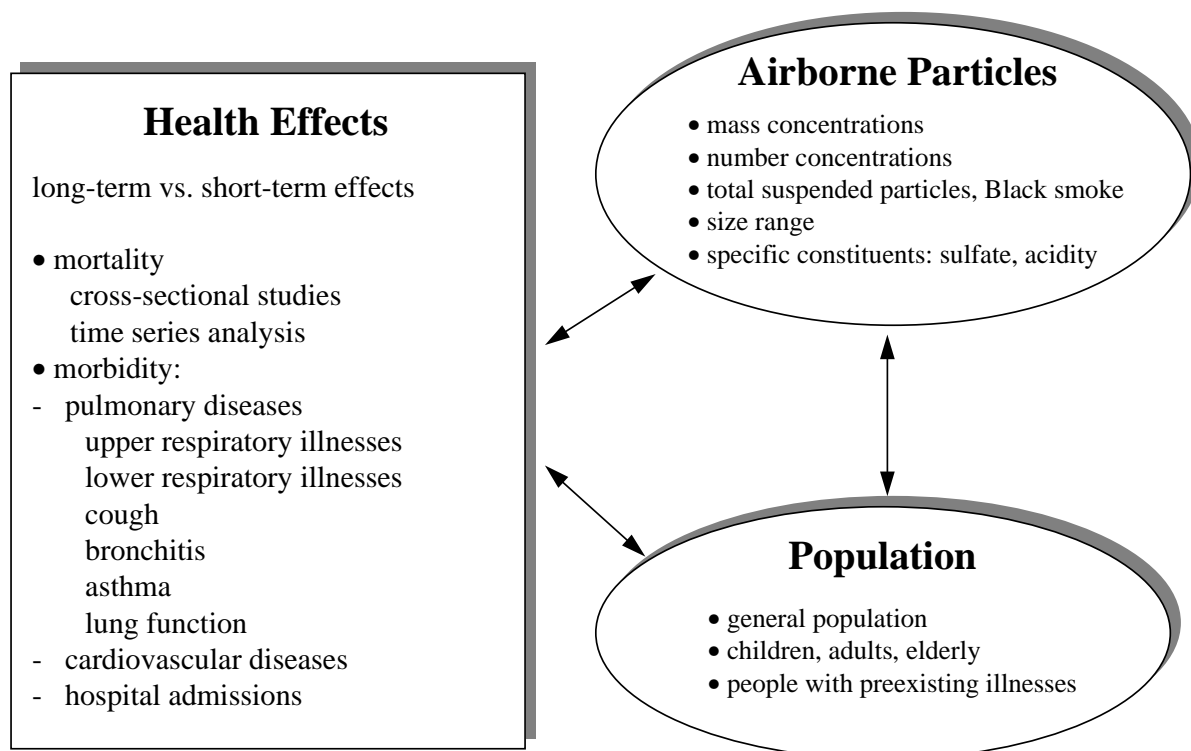 Health Effects
long-term vs. short-term effects
• mortality
cross-sectional studies
time series analysis
• morbidity:
- pulmonary diseases
upper respiratory illnesses
lower respiratory illnesses
cough
bronchitis
asthma
lung function
- cardiovascular diseases
- hospital admissions
Airborne Particles
• mass concentrations
• number concentrations
• total suspended particles, Black smoke
• size range
• specific constituents: sulfate, acidity
Population
• general population
• children, adults, elderly
• people with preexisting illnesses